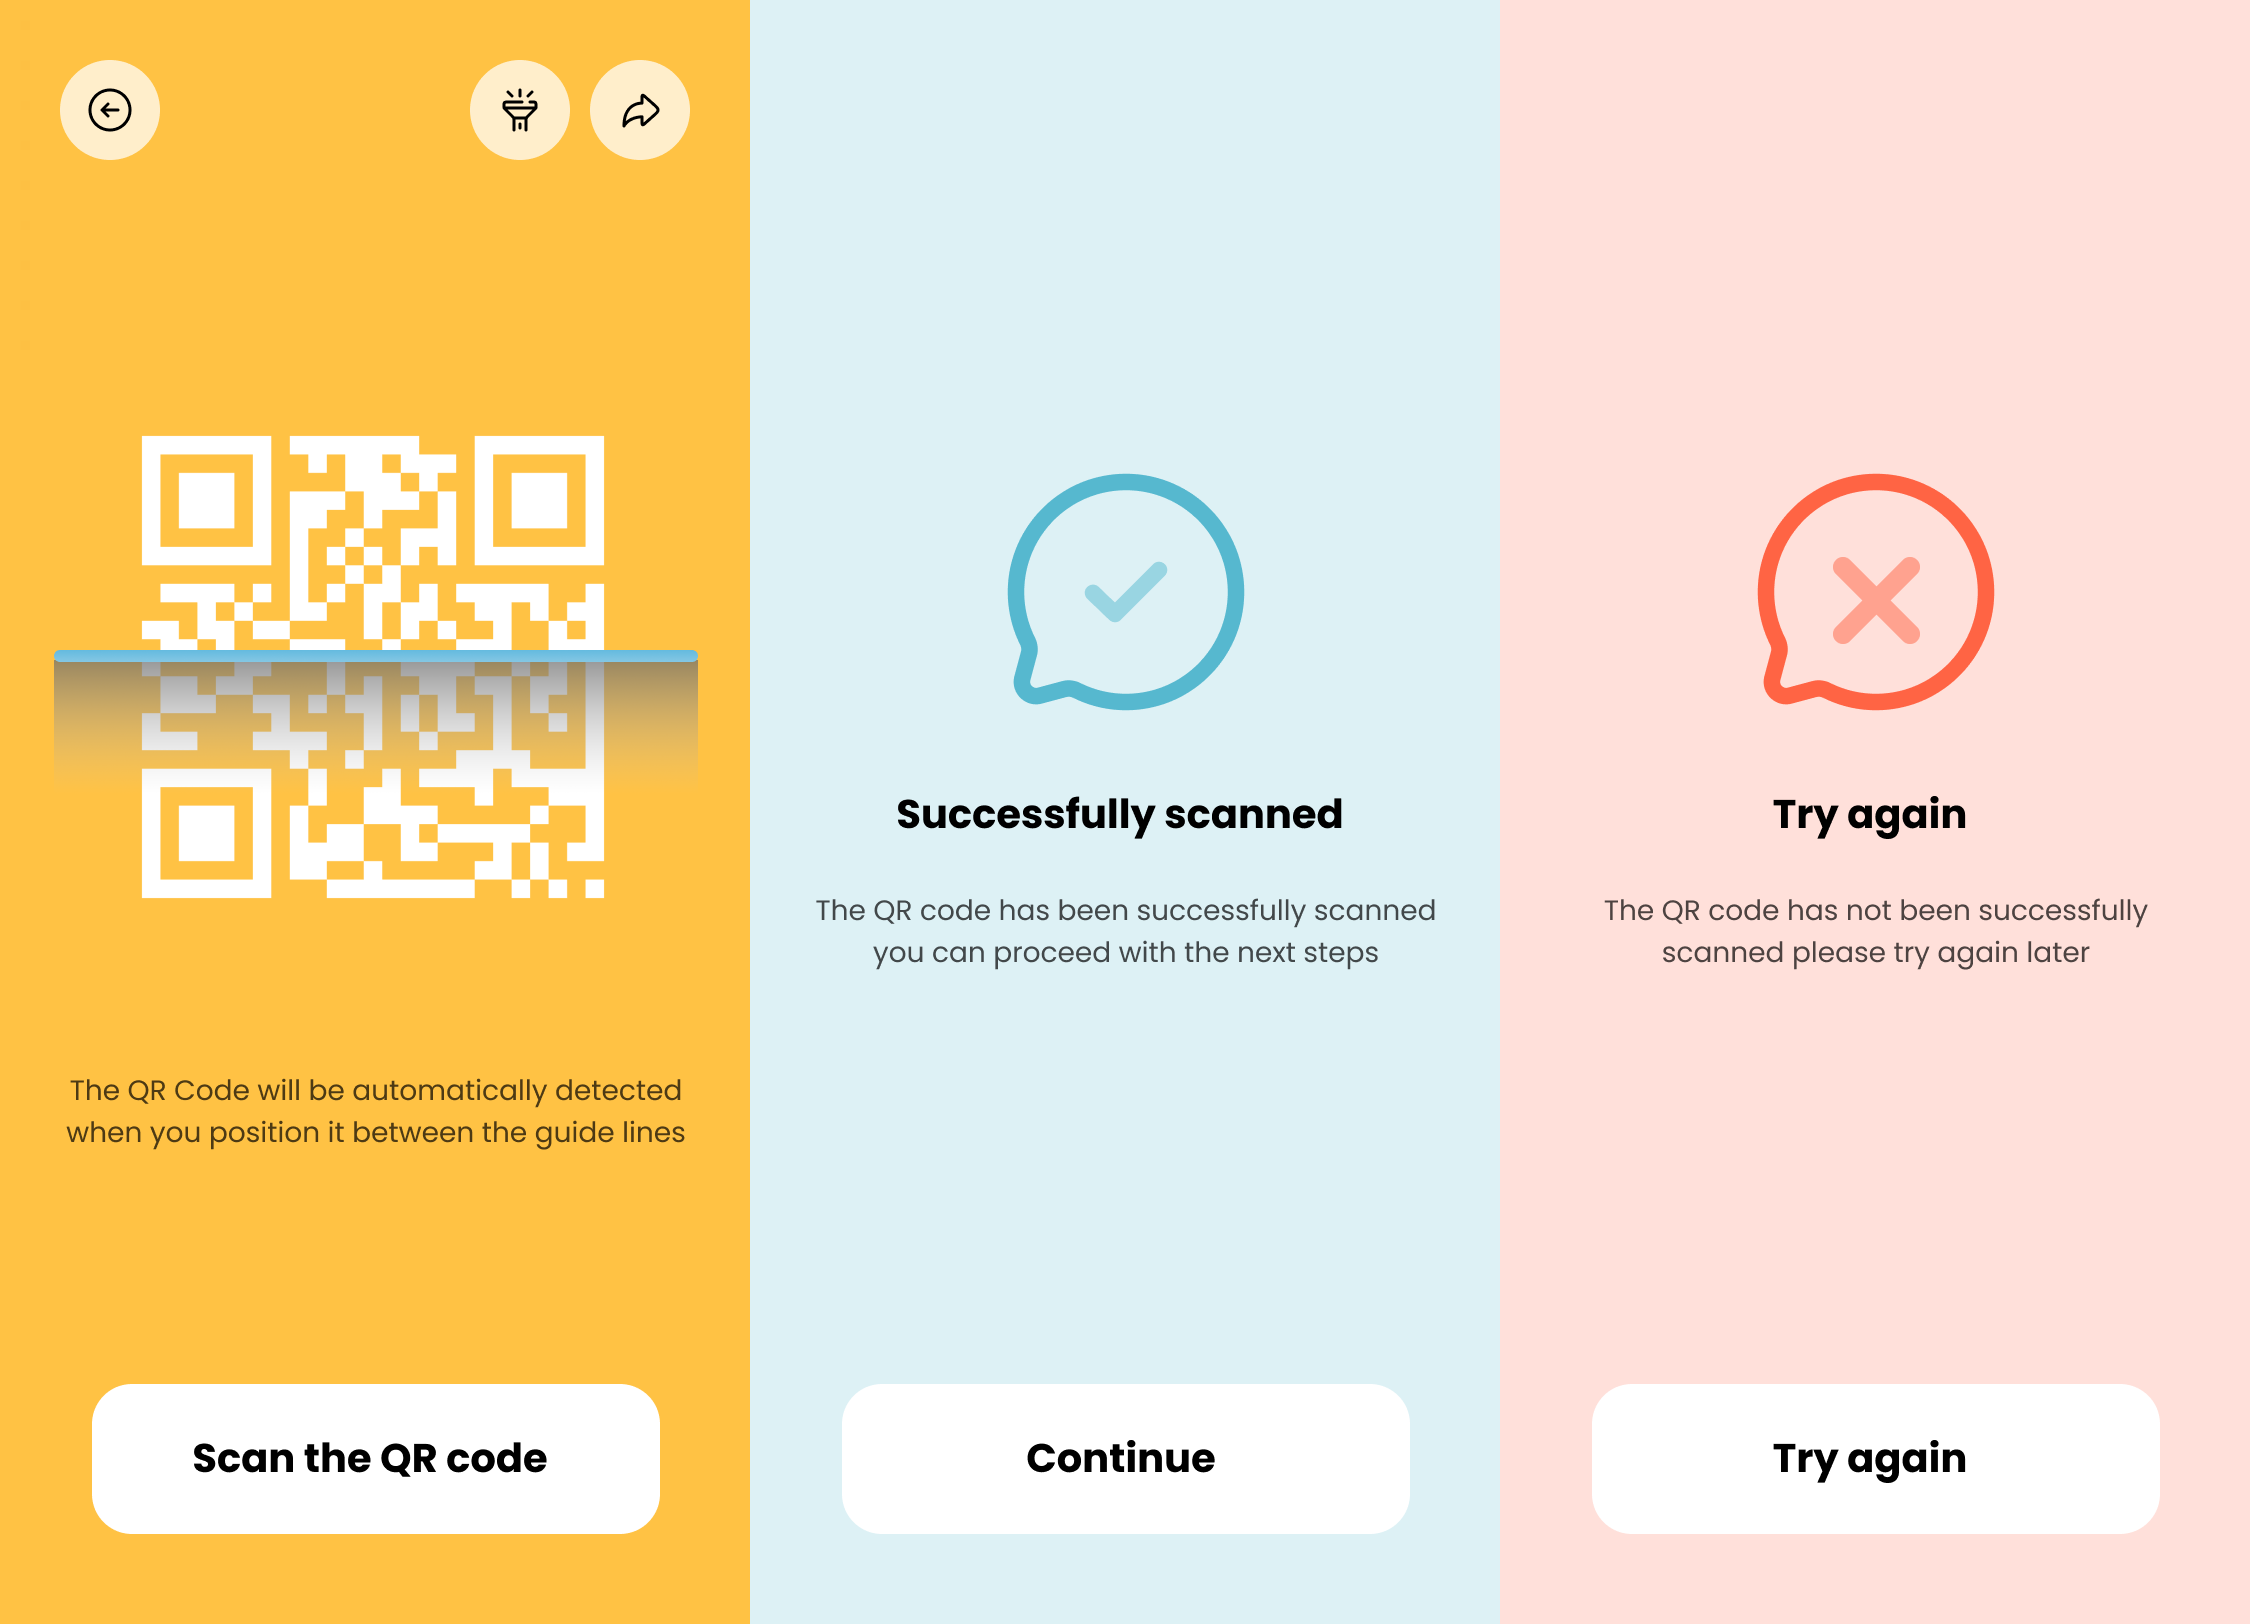 The QR Code will be automatically detected
when you position it between the guide lines
Scan the QR code
Successfully scanned
The QR code has been successfully scanned
you can proceed with the next steps
Continue
Try again
The QR code has not been successfully
scanned please try again later
Try again